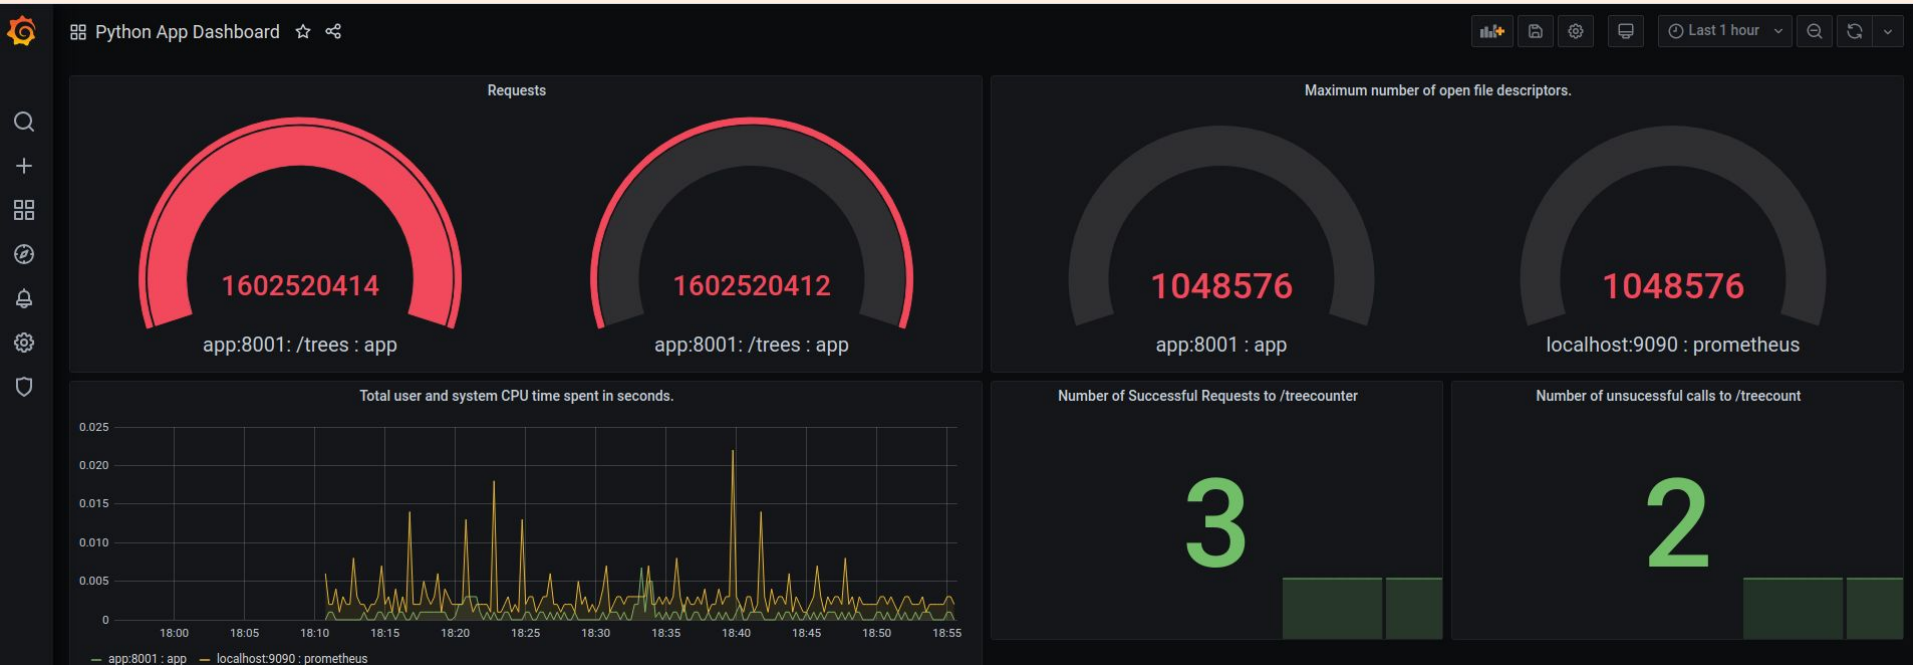 Python App Dashboard
Last 1 hour
Requests
1602520414
1602520412
app:8001: /trees : app
app:8001: /trees : app
Maximum number of open file descriptors.
1048576
1048576
app:8001 : app
localhost:9090 : prometheus
Total user and system CPU time spent in seconds.
0.025
0.020
0.015
0.010
0.005
0
18:00 18:05 18:10 18:15 18:20 18:25 18:30 18:35 18:40 18:45 18:50 18:55
app:8001 : app localhost:9090 : prometheus
Number of Successful Requests to /treecounter
3
Number of unsucessful calls to /treecount
2